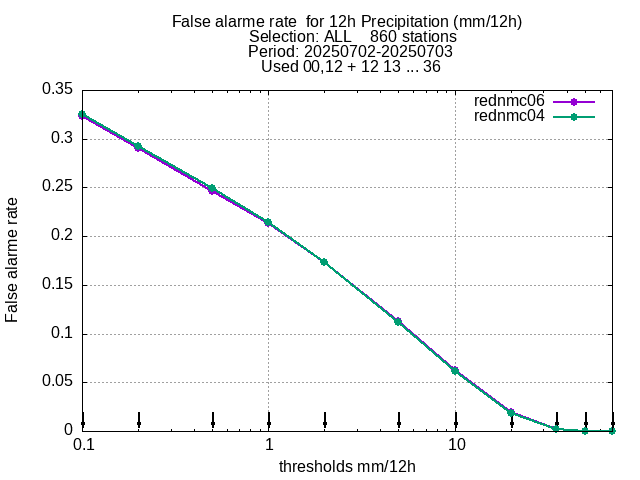 False alarme rate  for 12h Precipitation (mm/12h)
Selection: ALL    860 stations
Period: 20250702-20250703
Used 00,12 + 12 13 ... 36
rednmc06
rednmc04
0.35
0.3
0.25
0.2
0.15
0.1
0.05
0
False alarme rate
0.1 1 10
thresholds mm/12h